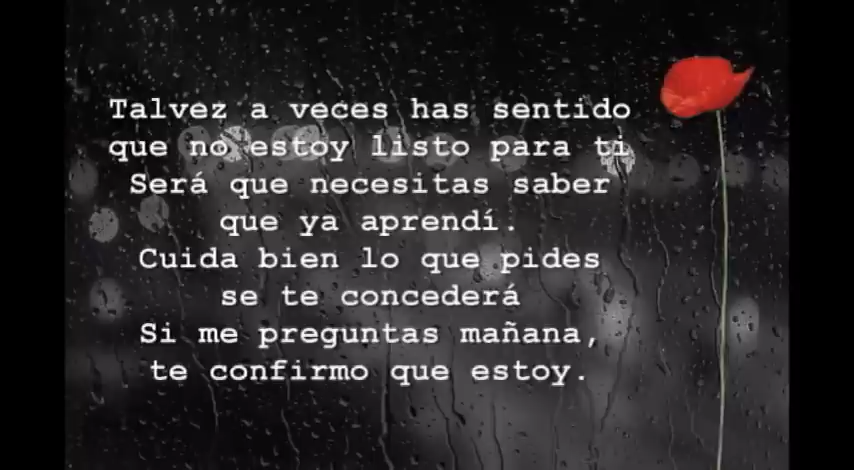 Talvez a veces has sentido
que no estoy listo para ti
Será que necesitas saber
que ya aprendí.
Cuida bien lo que pides
se te concederá
Si me preguntas mañana,
te confirmo que estoy.